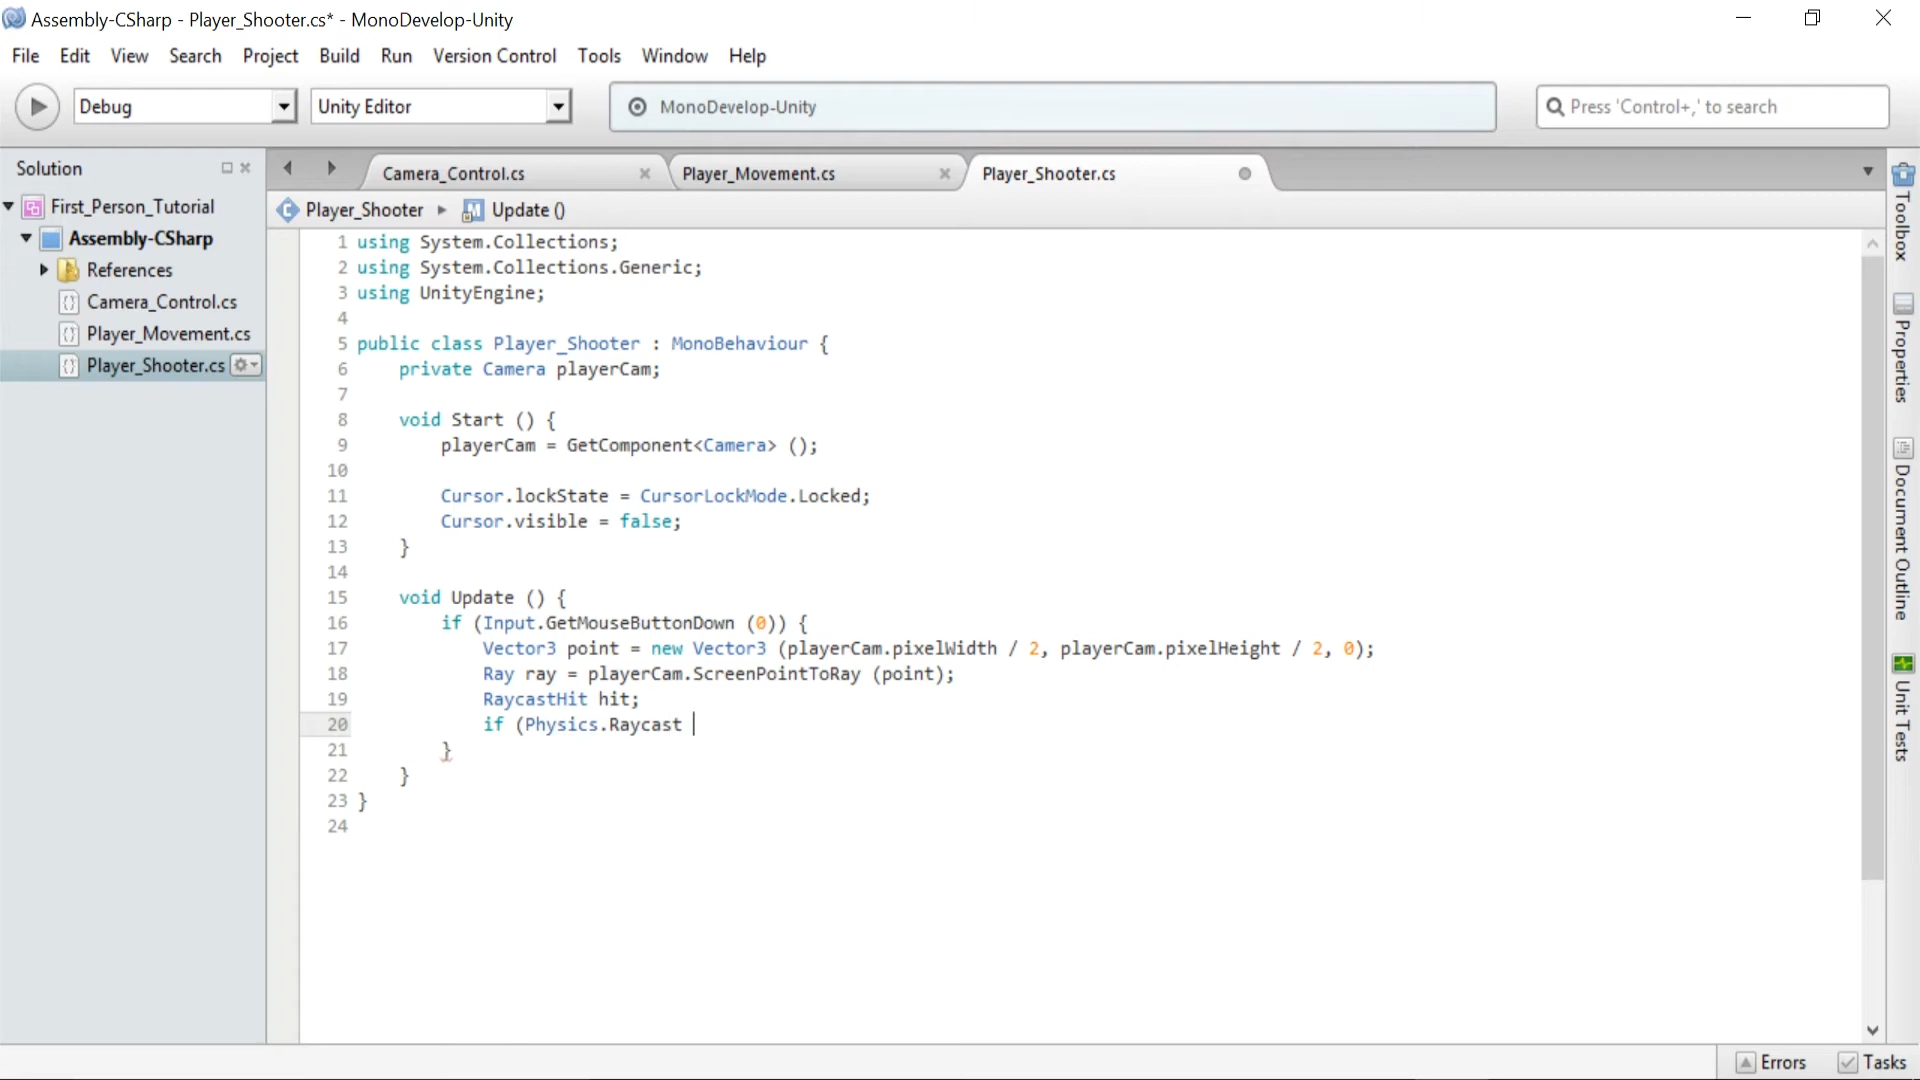 Assembly-CSharp - Player_Shooter.cs* - MonoDevelop-Unity
File Edit View Search Project Build Run Version Control Tools Window Help
Debug Unity Editor MonoDevelop-Unity Press 'Control+,' to search
Solution
First_Person_Tutorial
Assembly-CSharp
References
Camera_Control.cs
Player_Movement.cs
Player_Shooter.cs
Camera_Control.cs Player_Movement.cs Player_Shooter.cs
Player_Shooter Update ()
1 using System.Collections;
2 using System.Collections.Generic;
3 using UnityEngine;
4
5 public class Player_Shooter : MonoBehaviour {
6 private Camera playerCam;
7
8 void Start () {
9 playerCam = GetComponent<Camera> ();
10
11 Cursor.lockState = CursorLockMode.Locked;
12 Cursor.visible = false;
13 }
14
15 void Update () {
16 if (Input.GetMouseButtonDown (0)) {
17 Vector3 point = new Vector3 (playerCam.pixelWidth / 2, playerCam.pixelHeight / 2, 0);
18 Ray ray = playerCam.ScreenPointToRay (point);
19 RaycastHit hit;
20 if (Physics.Raycast
21 }
22 }
23 }
24
Toolbox
Properties
Document Outline
Unit Tests
Errors Tasks